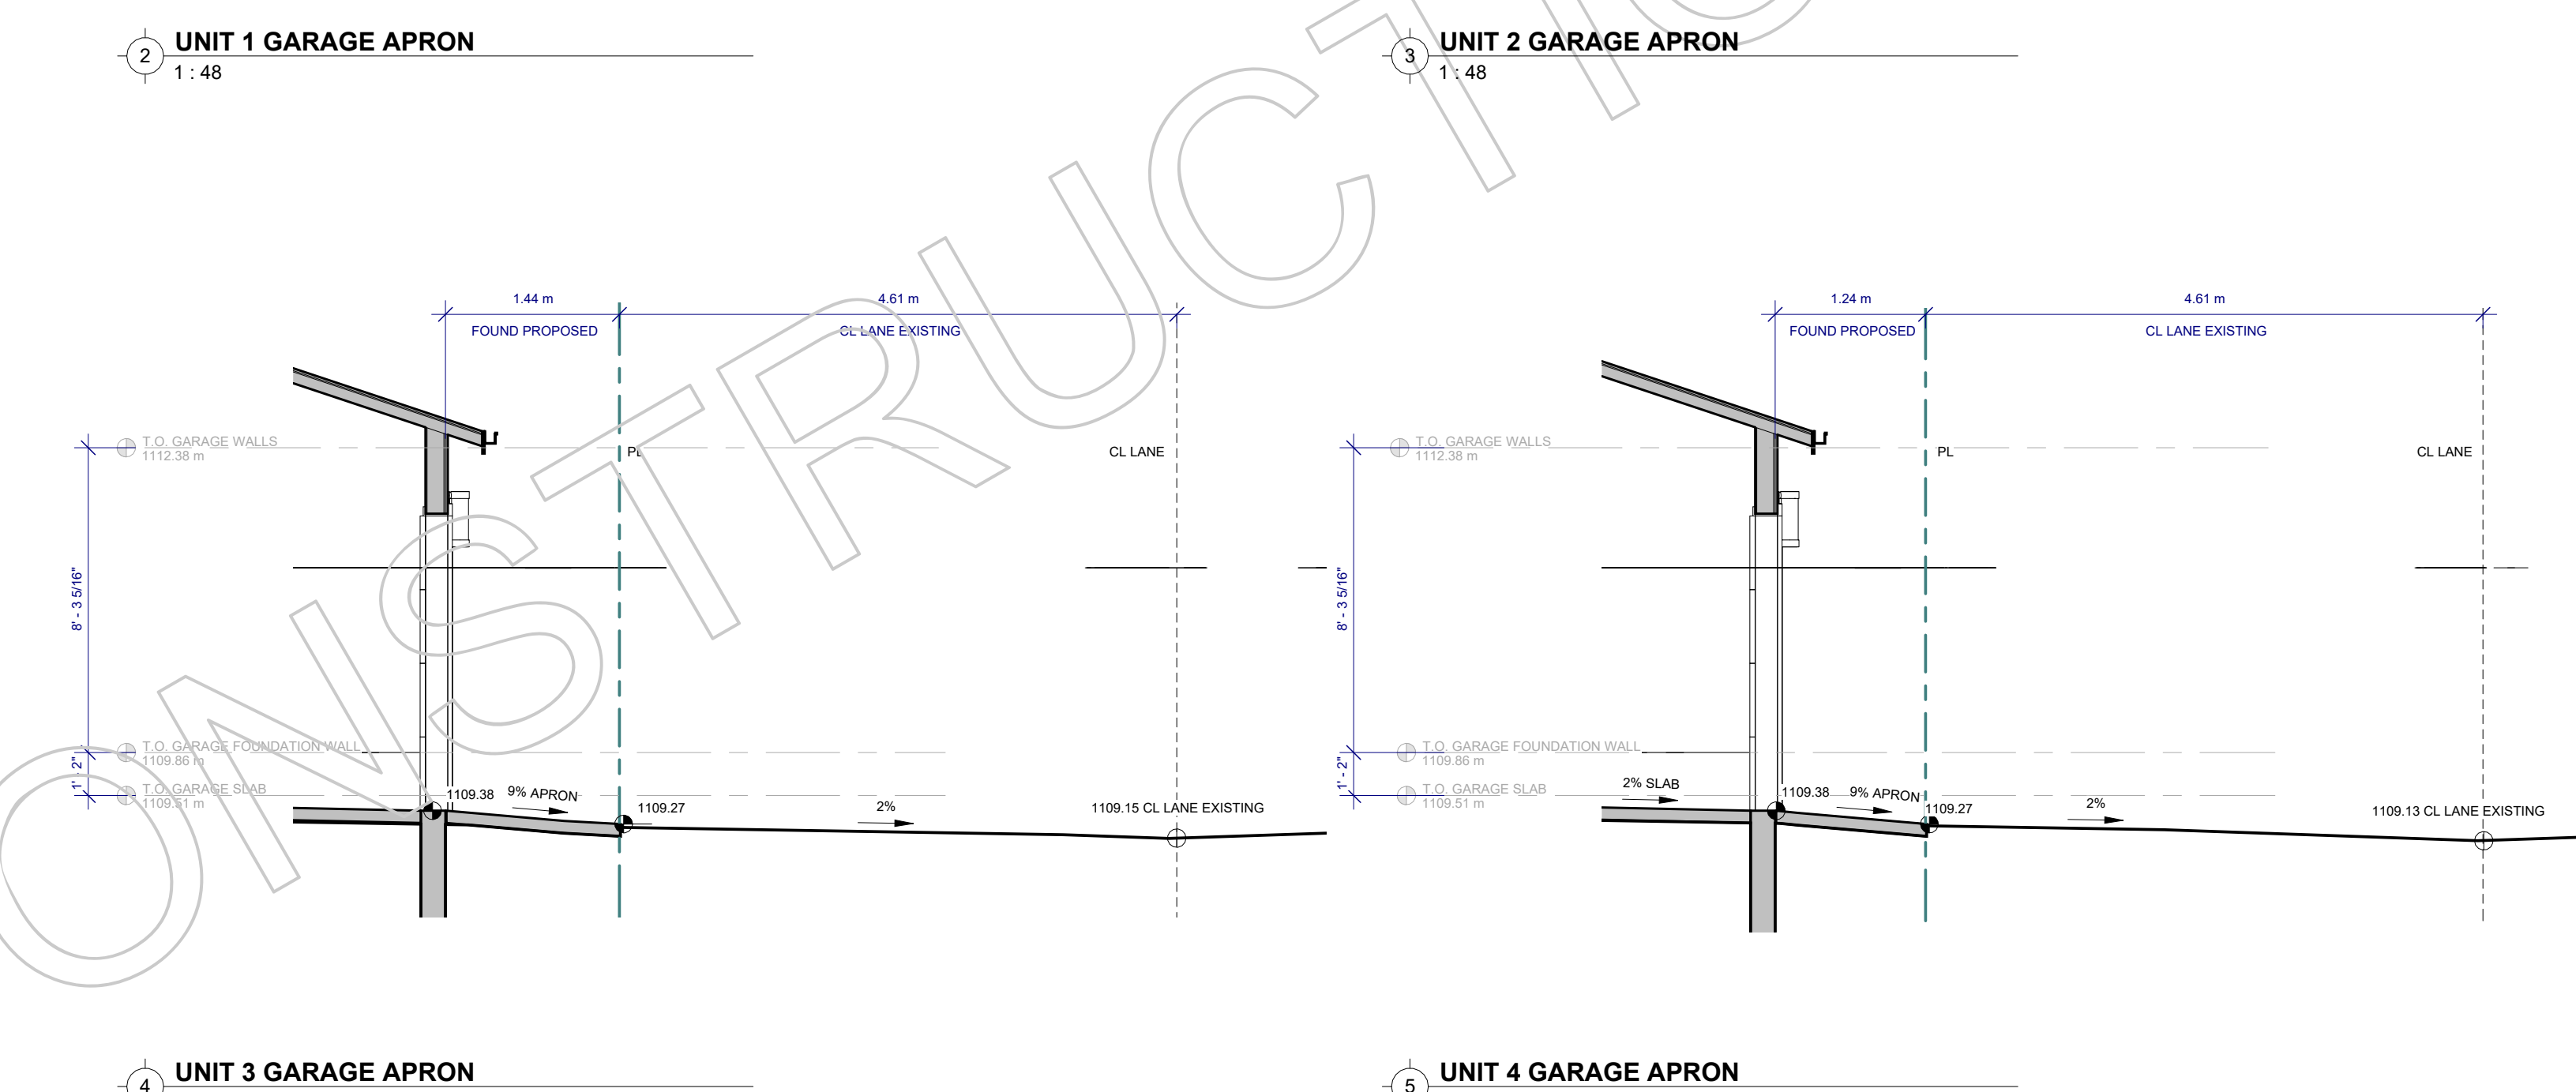 2
UNIT 1 GARAGE APRON
1 : 48
3
UNIT 2 GARAGE APRON
1 : 48
1.44 m
FOUND PROPOSED
4.61 m
CL LANE EXISTING
T.O. GARAGE WALLS
1112.38 m
PL
CL LANE
8' - 3 5/16"
T.O. GARAGE FOUNDATION WALL
1109.86 m
1' - 2"
T.O. GARAGE SLAB
1109.51 m
1109.38
9% APRON
1109.27
2%
1109.15 CL LANE EXISTING
1.24 m
FOUND PROPOSED
4.61 m
CL LANE EXISTING
T.O. GARAGE WALLS
1112.38 m
PL
CL LANE
8' - 3 5/16"
T.O. GARAGE FOUNDATION WALL
1109.86 m
1' - 2"
T.O. GARAGE SLAB
1109.51 m
2% SLAB
1109.38
9% APRON
1109.27
2%
1109.13 CL LANE EXISTING
4
UNIT 3 GARAGE APRON
5
UNIT 4 GARAGE APRON
ONSTRUCTIO